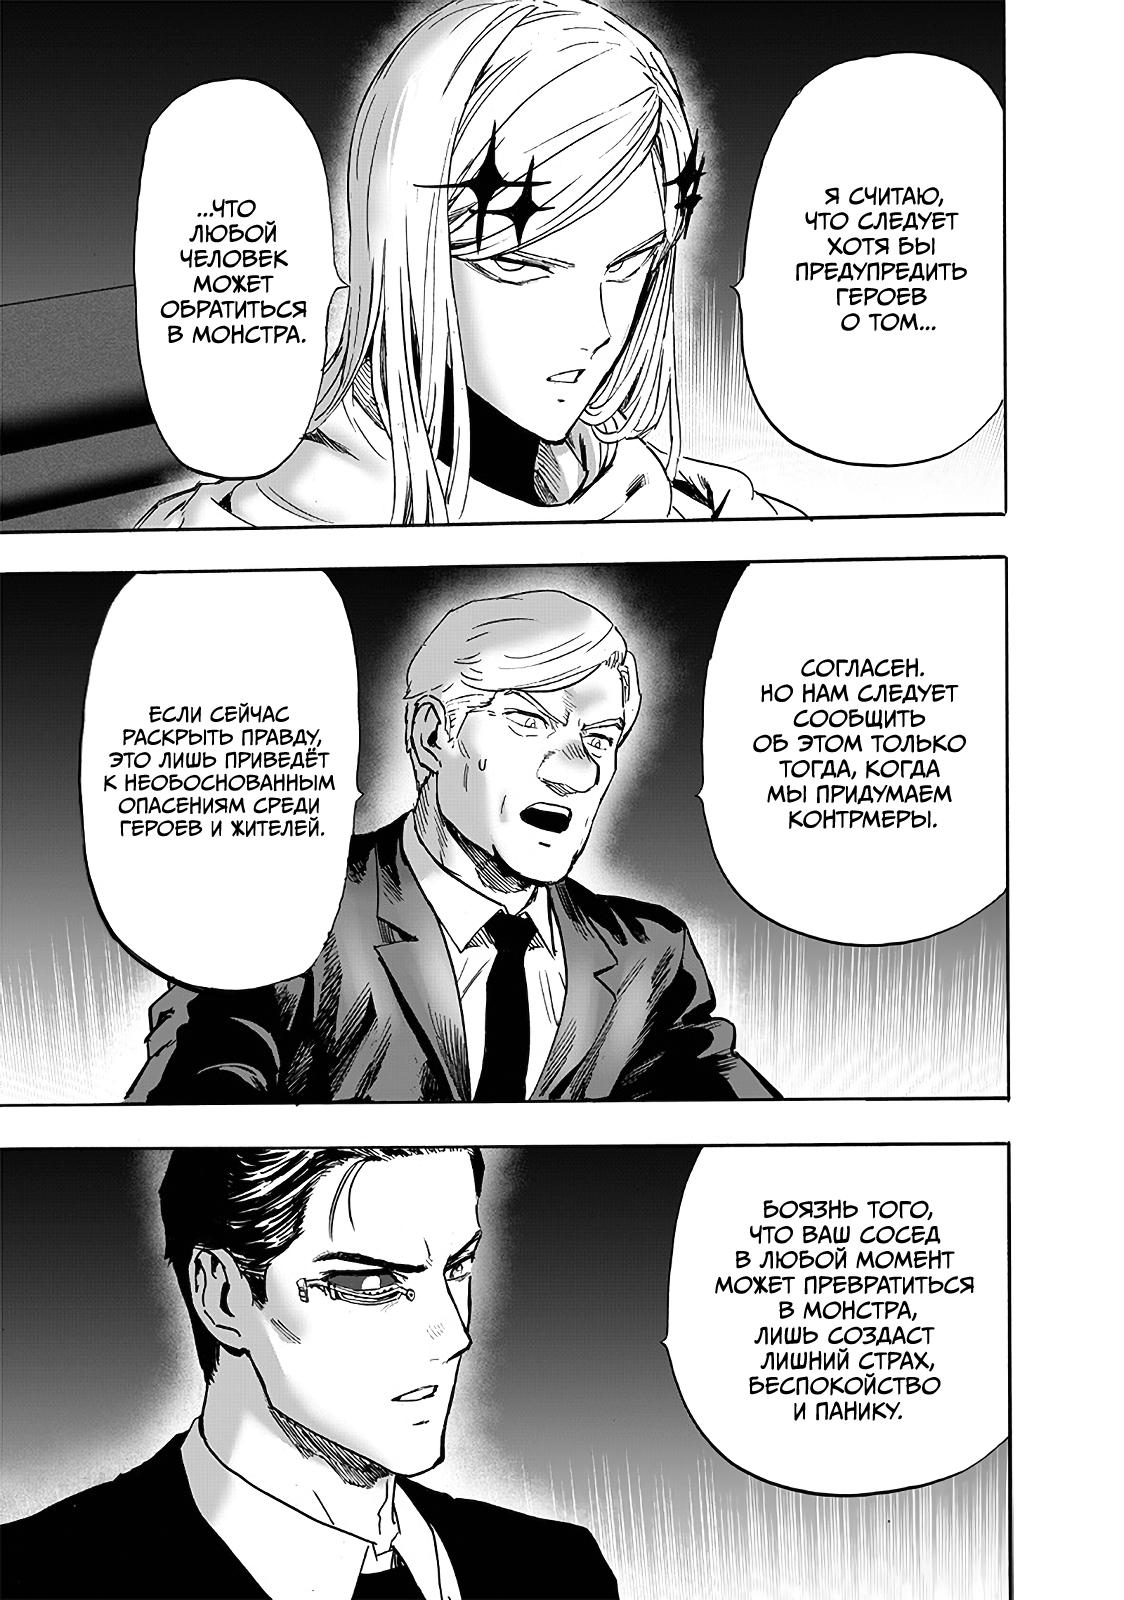 Я СЧИТАЮ,
ЧТО СЛЕДУЕТ
ХОТЯ БЫ
ПРЕДУПРЕДИТЬ
ГЕРОЕВ
О ТОМ...
...ЧТО
ЛЮБОЙ
ЧЕЛОВЕК
МОЖЕТ
ОБРАТИТЬСЯ
В МОНСТРА.
СОГЛАСЕН.
НО НАМ СЛЕДУЕТ
СООБЩИТЬ
ОБ ЭТОМ ТОЛЬКО
ТОГДА, КОГДА
МЫ ПРИДУМАЕМ
КОНТРМЕРЫ.
ЕСЛИ СЕЙЧАС
РАСКРЫТЬ ПРАВДУ,
ЭТО ЛИШЬ ПРИВЕДЁТ
К НЕОБОСНОВАННЫМ
ОПАСЕНИЯМ СРЕДИ
ГЕРОЕВ И ЖИТЕЛЕЙ.
БОЯЗНЬ ТОГО,
ЧТО ВАШ СОСЕД
В ЛЮБОЙ МОМЕНТ
МОЖЕТ ПРЕВРАТИТЬСЯ
В МОНСТРА,
ЛИШЬ СОЗДАСТ
ЛИШНИЙ СТРАХ,
БЕСПОКОЙСТВО
И ПАНИКУ.